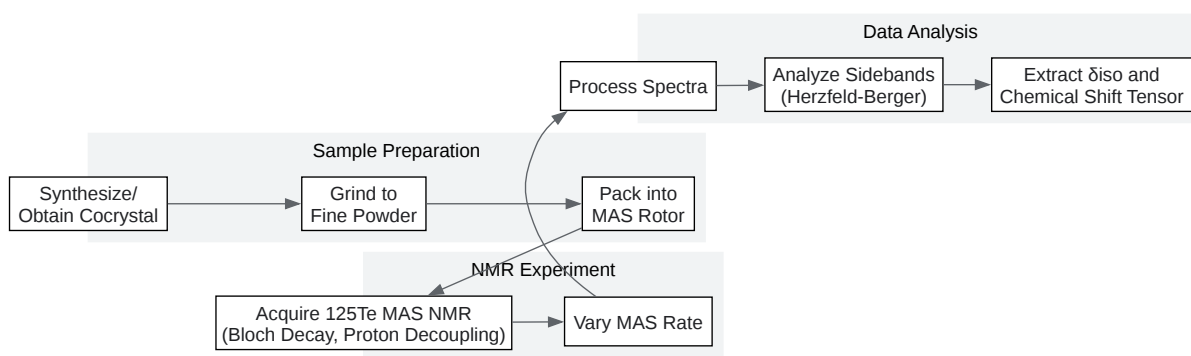 Data Analysis
Process Spectra
Analyze Sidebands
(Herzfeld-Berger)
Extract δiso and
Chemical Shift Tensor
Sample Preparation
Synthesize/
Obtain Cocrystal
Grind to
Fine Powder
Pack into
MAS Rotor
NMR Experiment
Acquire 125Te MAS NMR
(Bloch Decay, Proton Decoupling)
Vary MAS Rate